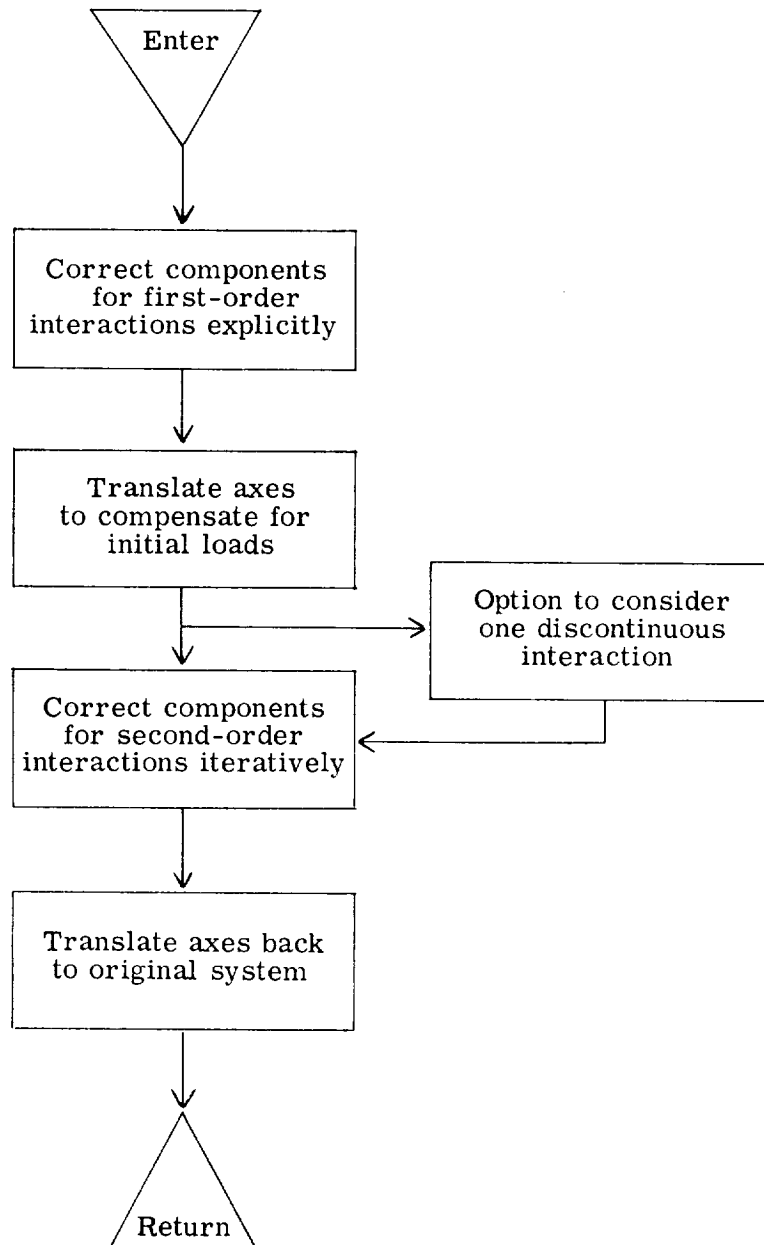 Enter
Correct components
for first-order
interactions explicitly
Translate axes
to compensate for
initial loads
Option to consider
one discontinuous
interaction
Correct components
for second-order
interactions iteratively
Translate axes back
to original system
Return